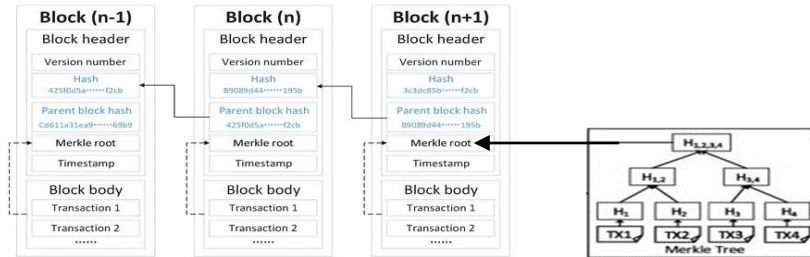 Block (n-1)
Block header
Version number
Hash
425f0d5a······f2cb
Parent block hash
Cd611a31ea9······69b9
Merkle root
Timestamp
Block body
Transaction 1
Transaction 2
······
Block (n)
Block header
Version number
Hash
B9089d44······195b
Parent block hash
425f0d5a······f2cb
Merkle root
Timestamp
Block body
Transaction 1
Transaction 2
······
Block (n+1)
Block header
Version number
Hash
3c3dc85b······f2cb
Parent block hash
B9089d44······195b
Merkle root
Timestamp
Block body
Transaction 1
Transaction 2
······
H1,2,3,4
H1,2 H3,4
H1 H2 H3 H4
TX1 TX2 TX3 TX4
Merkle Tree